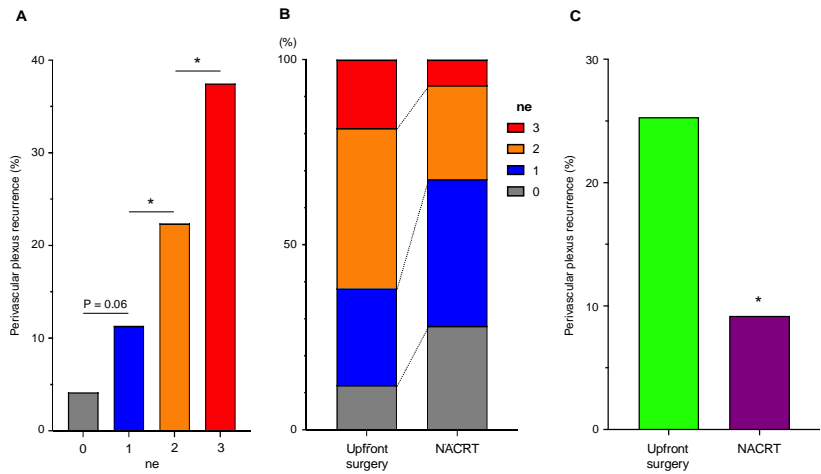 A
Perivascular plexus recurrence (%)
40
30
20
10
0
P = 0.06
*
*
0 1 2 3
ne
B
(%)
100
50
0
Upfront surgery
NACRT
ne
3
2
1
0
C
Perivascular plexus recurrence (%)
30
20
10
0
*
Upfront
surgery
NACRT